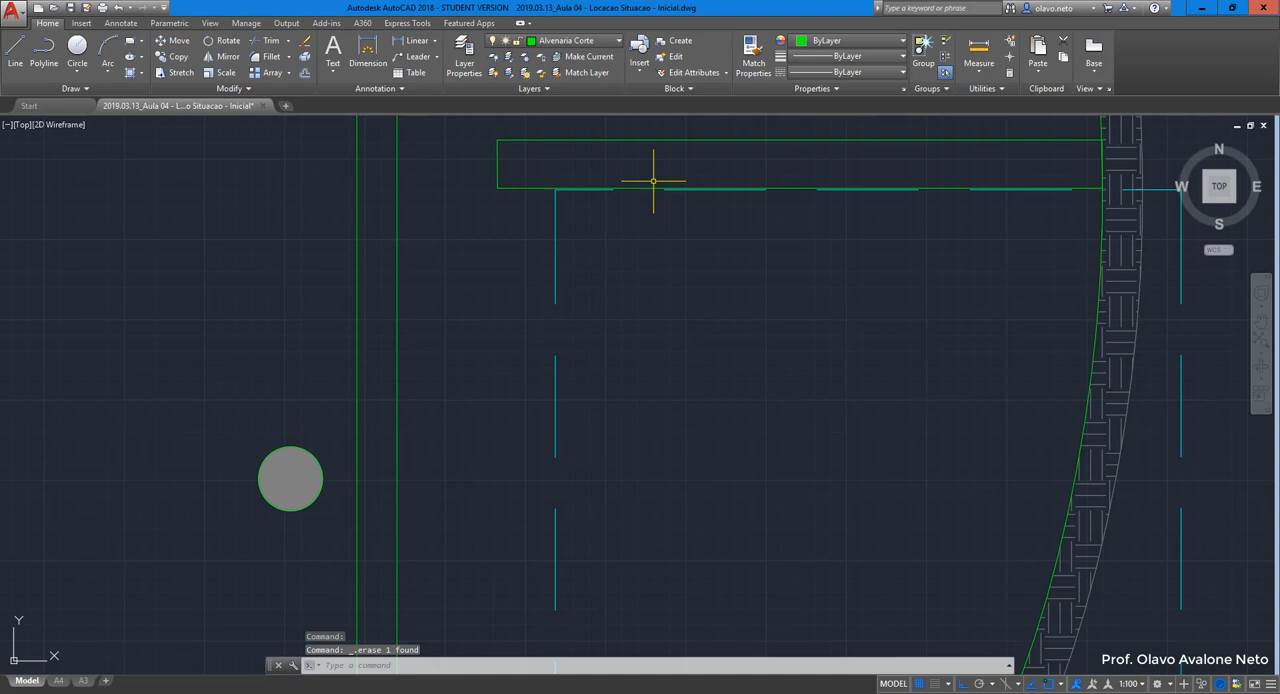 Autodesk AutoCAD 2018 - STUDENT VERSION 2019.03.13_Aula 04 - Locacao Situacao - Inicial.dwg
Type a keyword or phrase
olavo.neto
Home Insert Annotate Parametric View Manage Output Add-ins A360 Express Tools Featured Apps
Line
Polyline
Circle
Arc
Move
Rotate
Trim
Copy
Mirror
Fillet
Stretch
Scale
Array
Text
Dimension
Linear
Leader
Table
Layer
Properties
Alvenaria Corte
Make Current
Match Layer
Insert
Create
Edit
Edit Attributes
Match
Properties
ByLayer
ByLayer
ByLayer
Group
Measure
Paste
Base
Draw
Modify
Annotation
Layers
Block
Properties
Groups
Utilities
Clipboard
View
Start
2019.03.13_Aula 04 - L...o Situacao - Inicial*
[−][Top][2D Wireframe]
N
W
TOP
E
S
WCS
Y
X
Command:
Command: _.erase 1 found
Type a command
Prof. Olavo Avalone Neto
Model A4 A3
MODEL
1:100